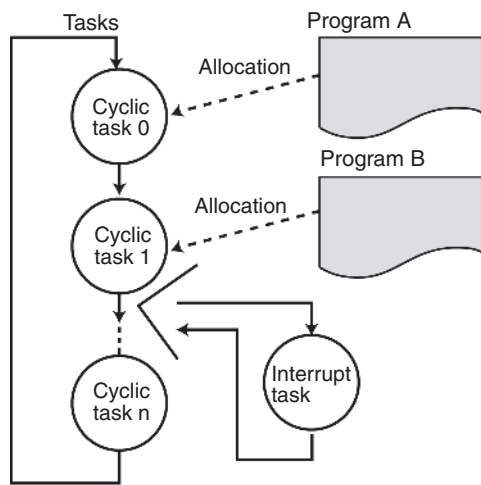 Tasks
Program A
Allocation
Cyclic
task 0
Program B
Allocation
Cyclic
task 1
Interrupt
task
Cyclic
task n